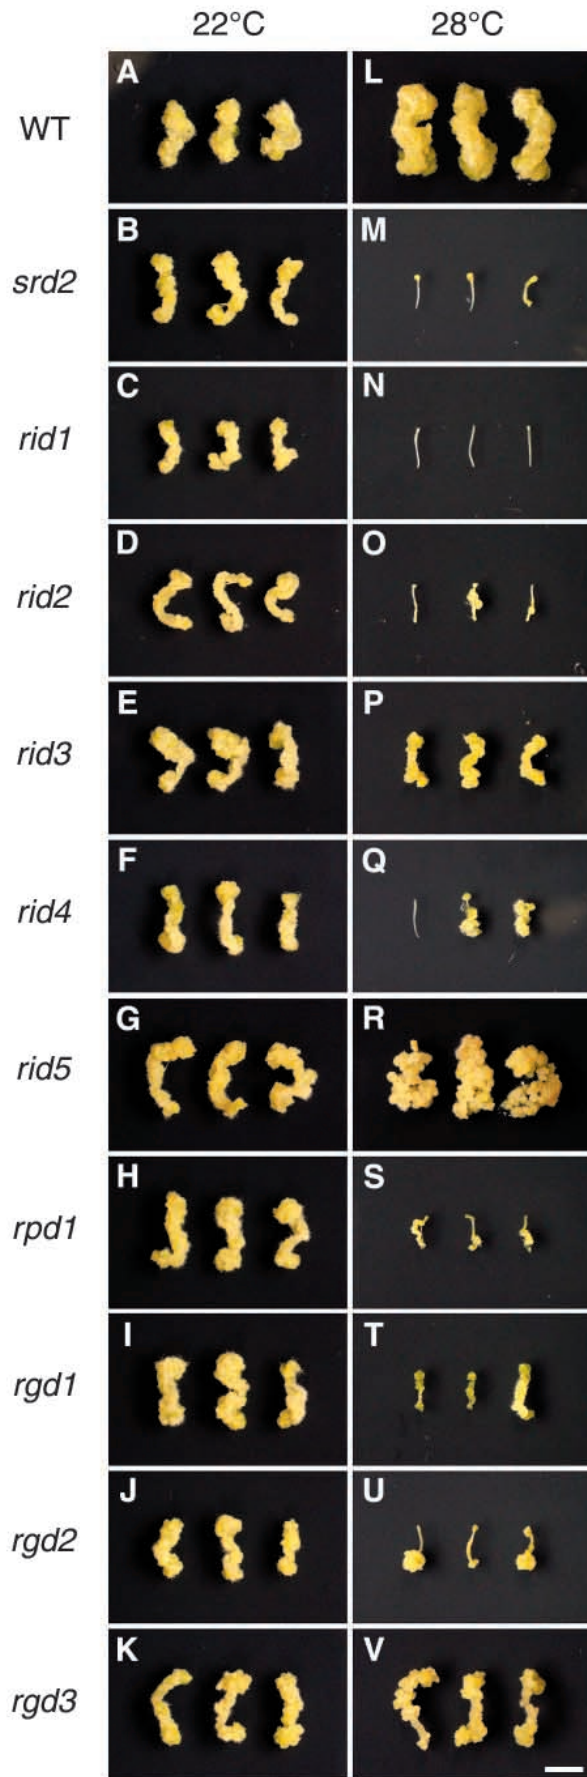 22°C 28°C
WT A L
srd2 B M
rid1 C N
rid2 D O
rid3 E P
rid4 F Q
rid5 G R
rpd1 H S
rgd1 I T
rgd2 J U
rgd3 K V